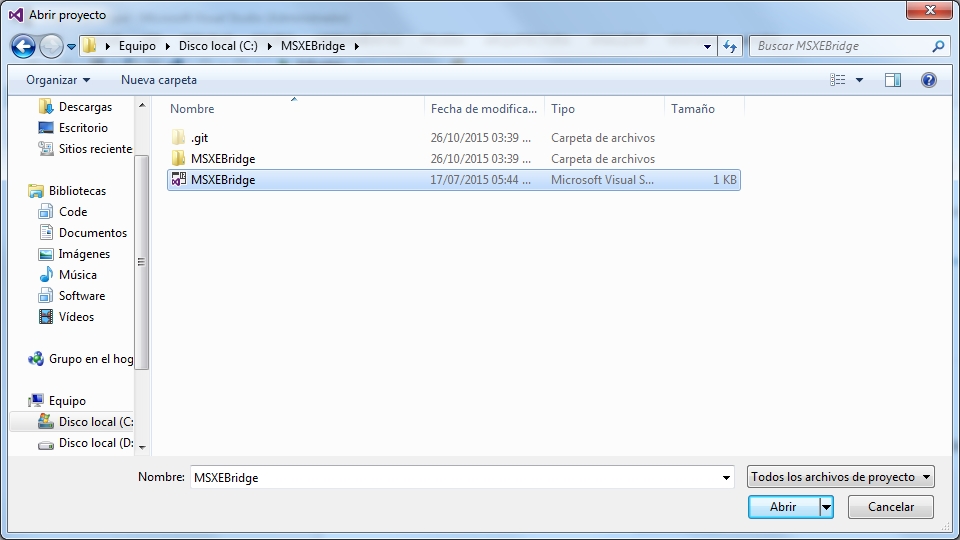 Abrir proyecto
Equipo Disco local (C:) MSXEBridge
Buscar MSXEBridge
Organizar Nueva carpeta
Nombre Fecha de modifica... Tipo Tamaño
.git 26/10/2015 03:39 ... Carpeta de archivos
MSXEBridge 26/10/2015 03:39 ... Carpeta de archivos
MSXEBridge 17/07/2015 05:44 ... Microsoft Visual S... 1 KB
Descargas
Escritorio
Sitios reciente
Bibliotecas
Code
Documentos
Imágenes
Música
Software
Vídeos
Grupo en el hog
Equipo
Disco local (C:
Disco local (D:
Nombre: MSXEBridge
Todos los archivos de proyecto
Abrir Cancelar